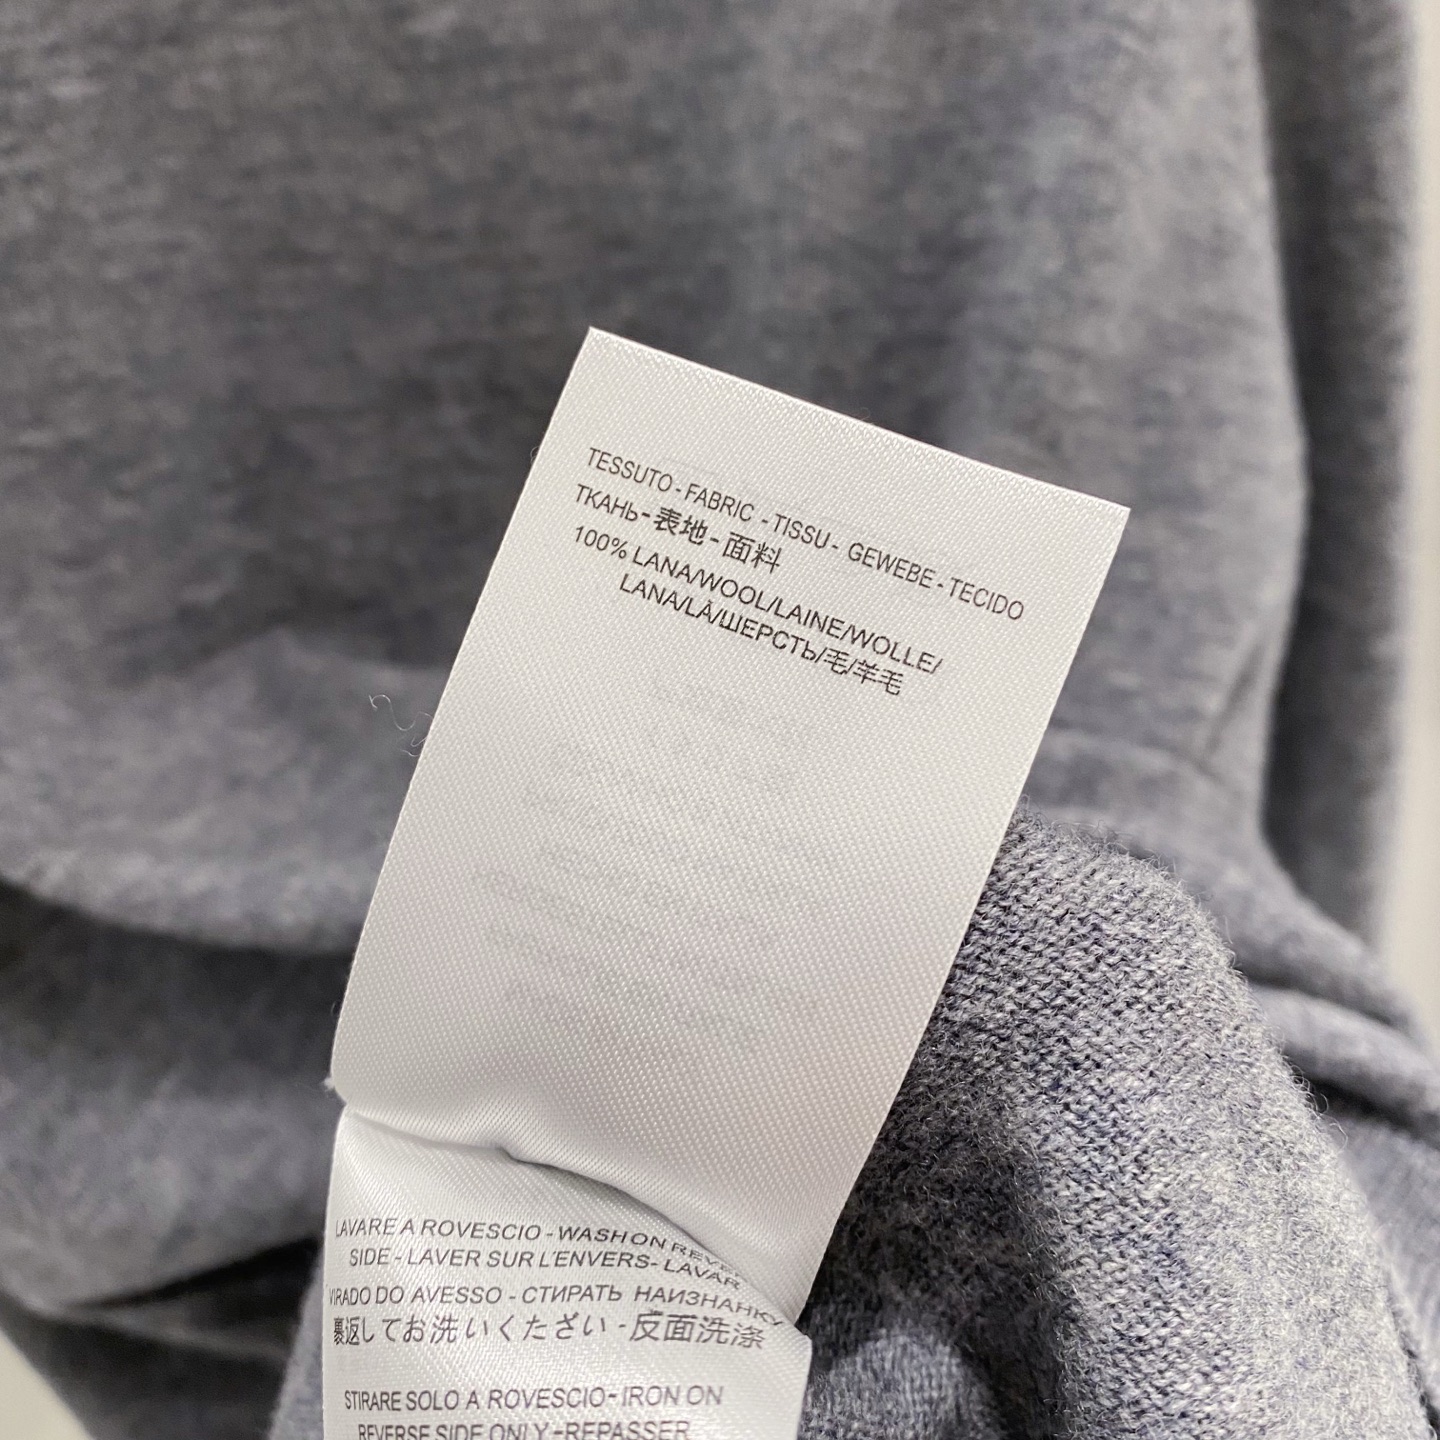 TESSUTO - FABRIC - TISSU - GEWEBE - TECIDO
ТКАНЬ - 表地 - 面料
100% LANA/WOOL/LAINE/WOLLE/
LANA/LÃ/ШЕРСТЬ/毛/羊毛
LAVARE A ROVESCIO - WASH ON
SIDE - LAVER SUR L'ENVERS - LAVAR
VIRADO DO AVESSO - СТИРАТЬ НАИЗНАНКУ
裏返してお洗いください - 反面洗涤
STIRARE SOLO A ROVESCIO - IRON ON
REVERSE SIDE ONLY - REPASSER